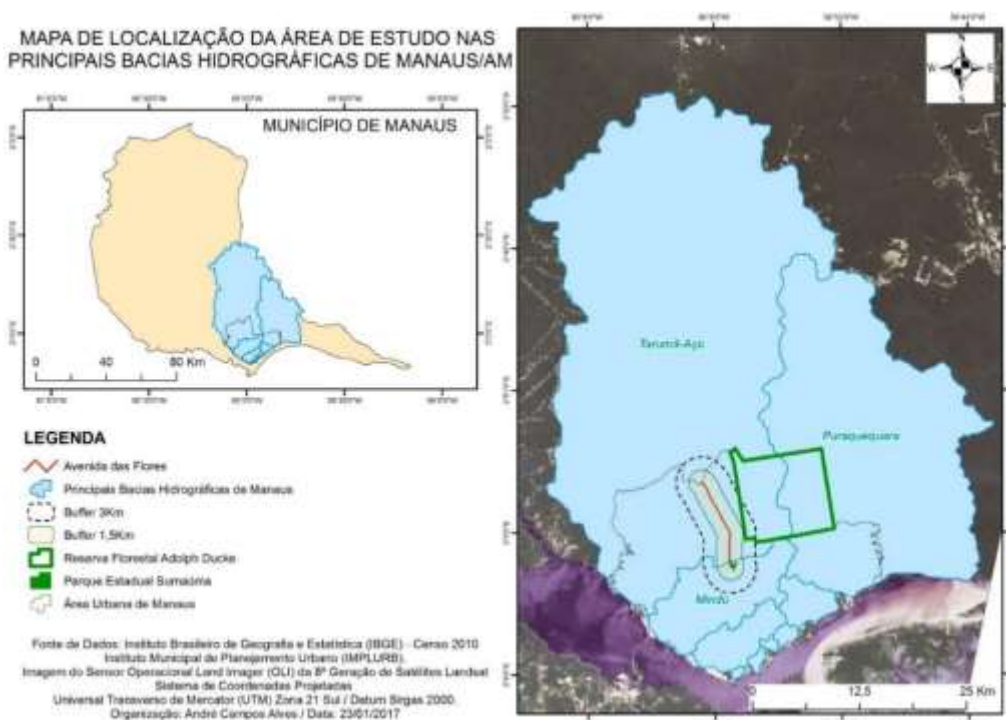 MAPA DE LOCALIZAÇÃO DA ÁREA DE ESTUDO NAS
PRINCIPAIS BACIAS HIDROGRÁFICAS DE MANAUS/AM
MUNICÍPIO DE MANAUS
0 40 80 Km
LEGENDA
Avenida das Flores
Principais Bacias Hidrográficas de Manaus
Buffer 3Km
Buffer 1,5Km
Reserva Florestal Adolph Ducke
Parque Estadual Sumaúma
Área Urbana de Manaus
Fonte de Dados: Instituto Brasileiro de Geografia e Estatística (IBGE) - Censo 2010
Instituto Municipal de Planejamento Urbano (IMPLURB).
Imagem do Sensor Operacional Land Imager (OLI) da 8ª Geração de Satélites Landsat
Sistema de Coordenadas Projetadas
Universal Transverso de Mercator (UTM) Zona 21 Sul / Datum Sirgas 2000.
Organização: André Campos Alves / Data: 23/01/2017
W E
S
Tarumã-Açu
Puraquequara
Mindú
0 12,5 25 Km